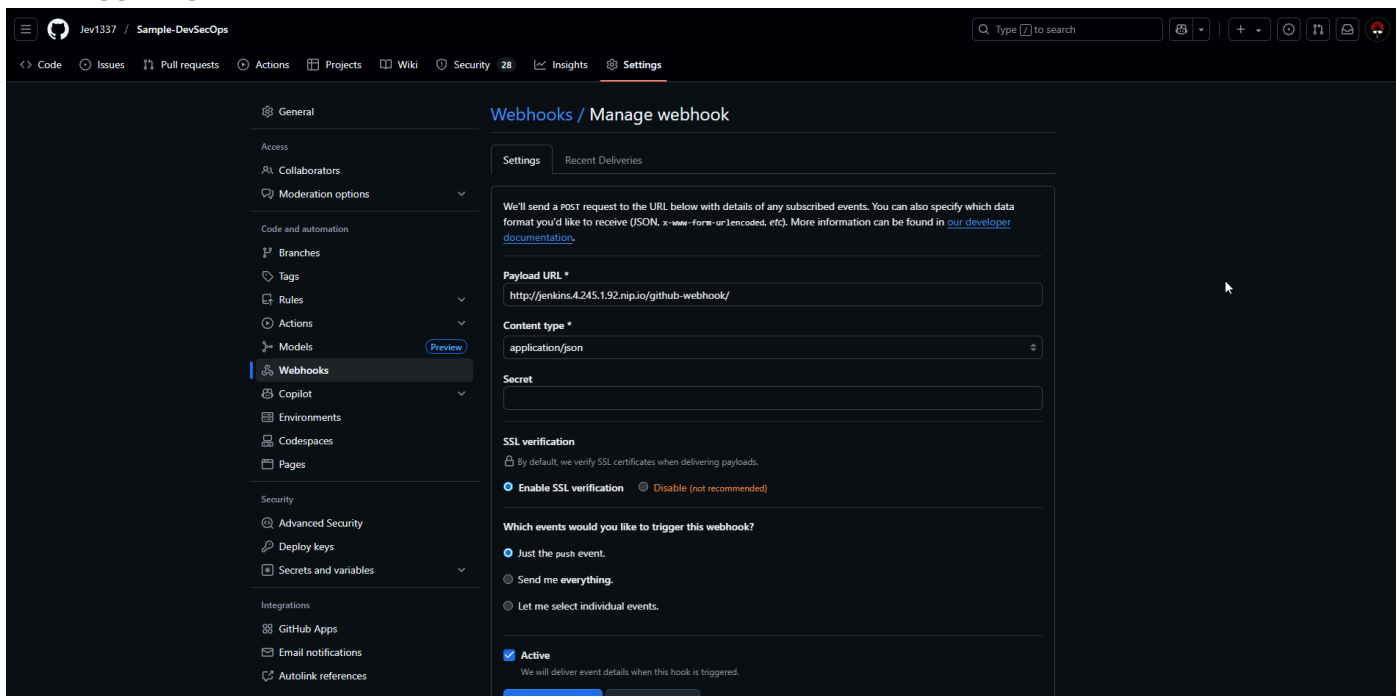 Jev1337 / Sample-DevSecOps
Type / to search
Code Issues Pull requests Actions Projects Wiki Security 28 Insights Settings
General
Access
Collaborators
Moderation options
Code and automation
Branches
Tags
Rules
Actions
Models Preview
Webhooks
Copilot
Environments
Codespaces
Pages
Security
Advanced Security
Deploy keys
Secrets and variables
Integrations
GitHub Apps
Email notifications
Autolink references
Webhooks / Manage webhook
Settings Recent Deliveries
We'll send a POST request to the URL below with details of any subscribed events. You can also specify which data
format you'd like to receive (JSON, x-www-form-urlencoded, etc). More information can be found in our developer
documentation.
Payload URL *
http://jenkins.4.245.1.92.nip.io/github-webhook/
Content type *
application/json
Secret
SSL verification
By default, we verify SSL certificates when delivering payloads.
Enable SSL verification Disable (not recommended)
Which events would you like to trigger this webhook?
Just the push event.
Send me everything.
Let me select individual events.
Active
We will deliver event details when this hook is triggered.